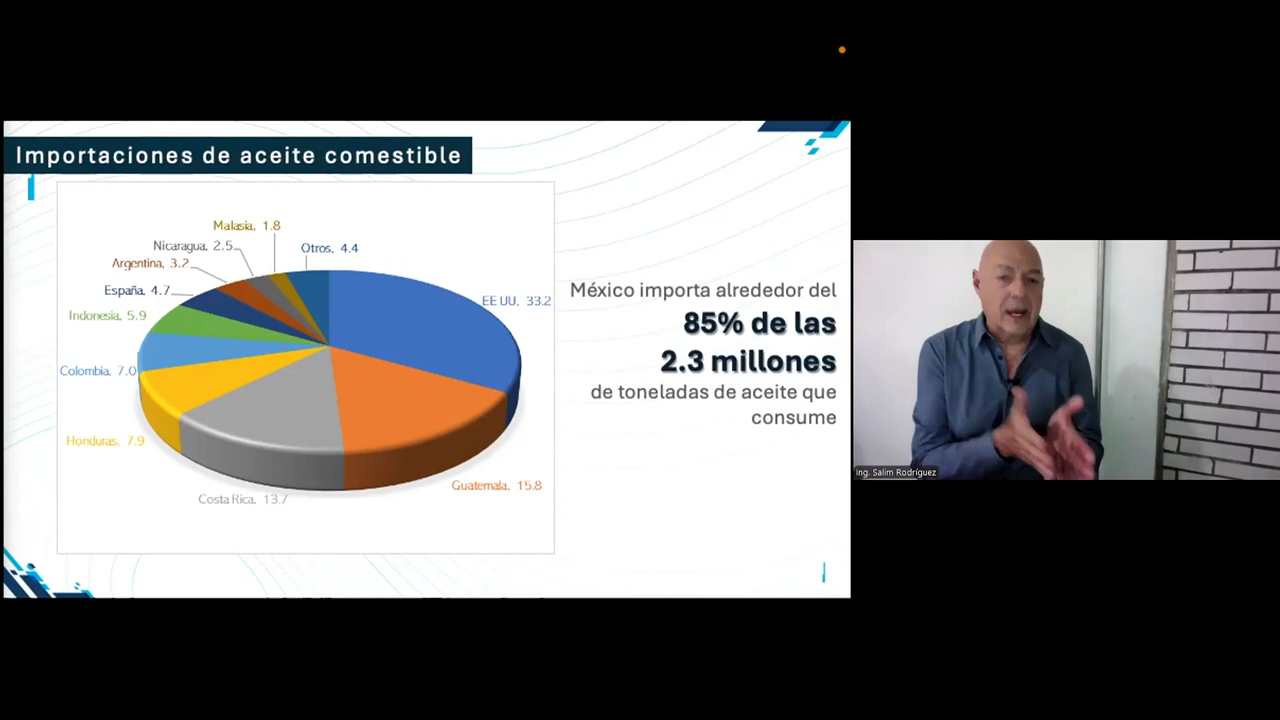 Importaciones de aceite comestible
Malasia, 1.8
Nicaragua, 2.5
Otros, 4.4
Argentina, 3.2
España, 4.7
EE UU, 33.2
Indonesia, 5.9
Colombia, 7.0
Honduras, 7.9
Guatemala, 15.8
Costa Rica, 13.7
México importa alrededor del
85% de las
2.3 millones
de toneladas de aceite que
consume
Ing. Salim Rodríguez